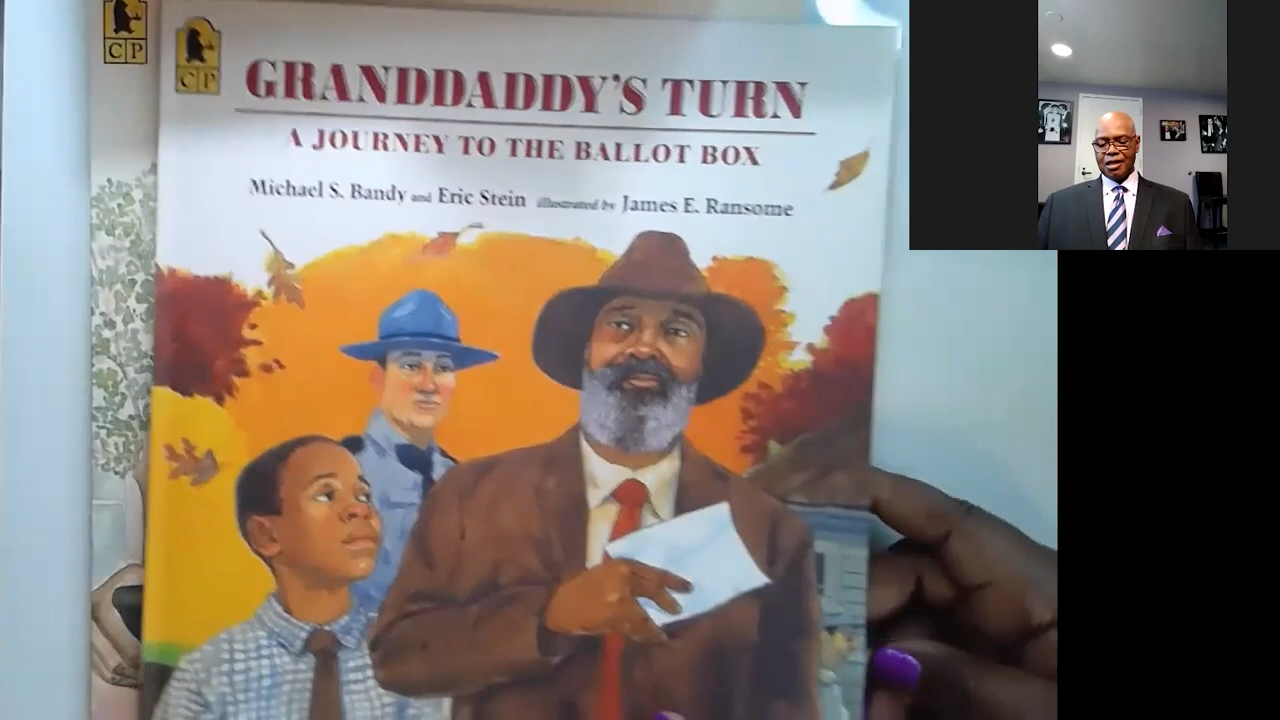 CP
CP
GRANDDADDY'S TURN
A JOURNEY TO THE BALLOT BOX
Michael S. Bandy and Eric Stein illustrated by James E. Ransome